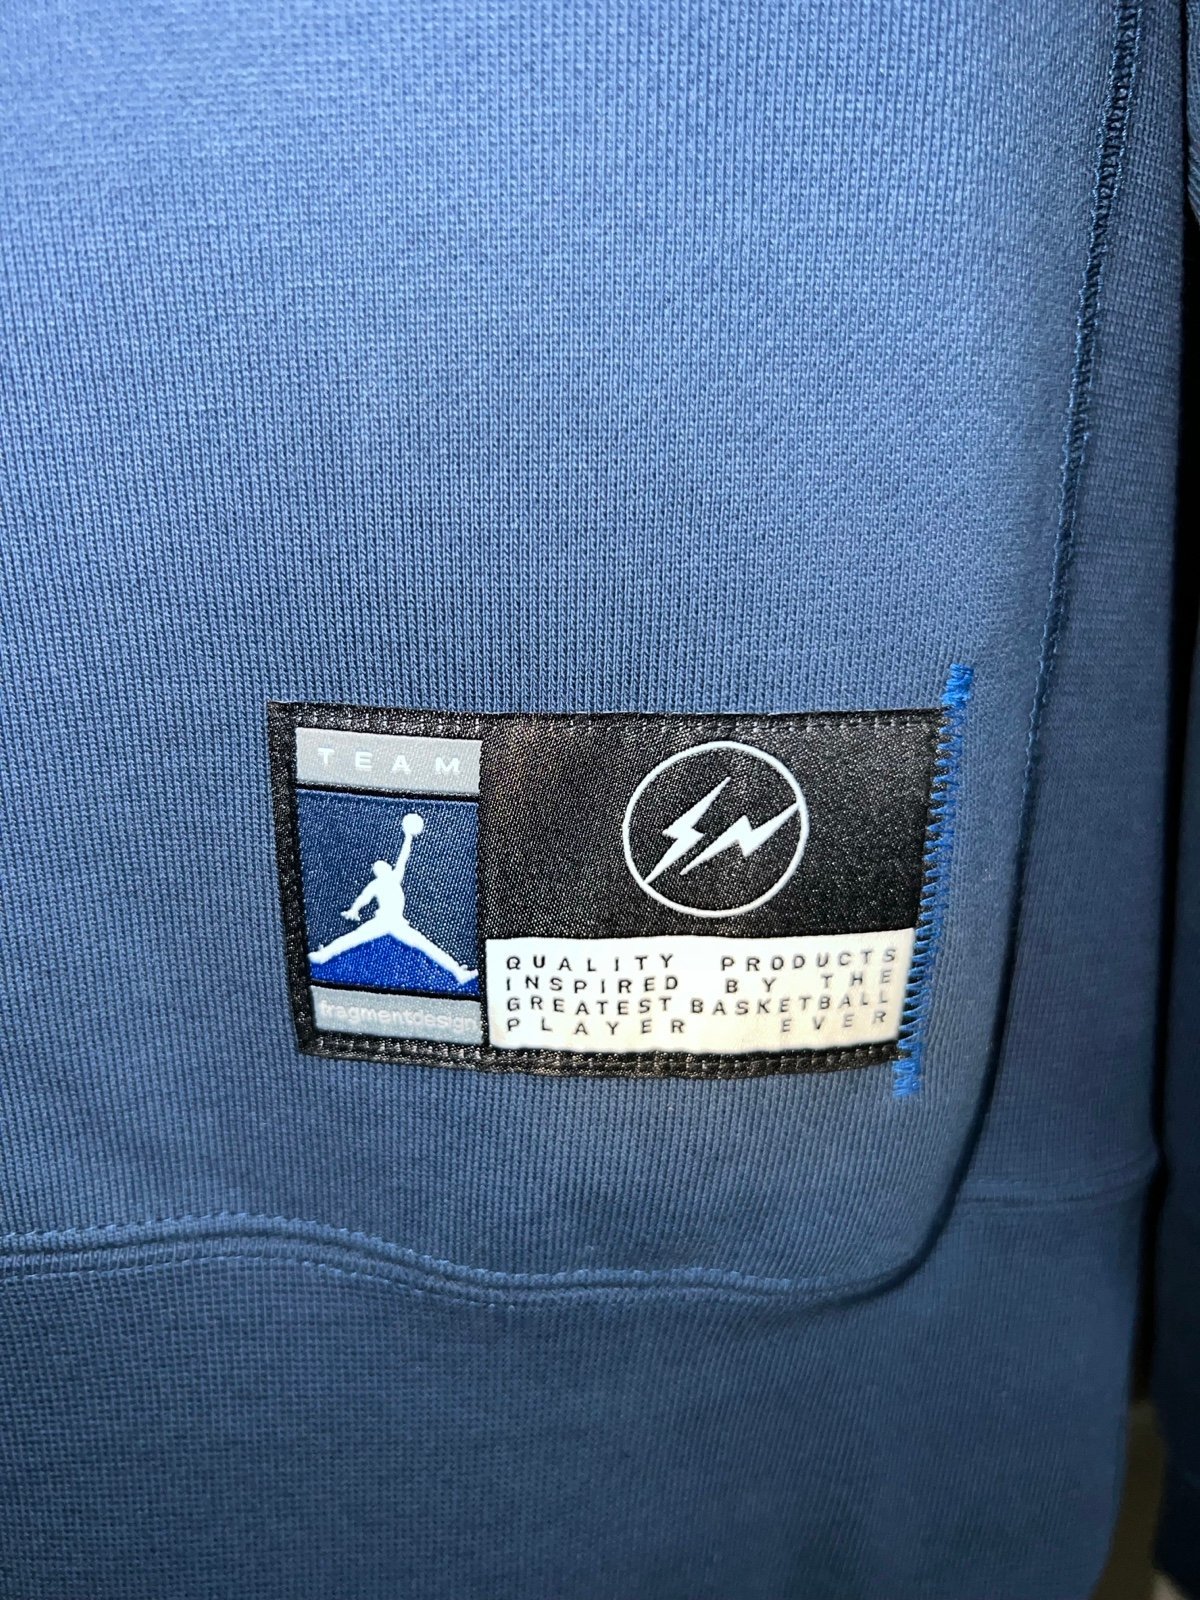 TEAM
fragmentdesign
QUALITY PRODUCTS
INSPIRED BY THE
GREATEST BASKETBALL
PLAYER EVER